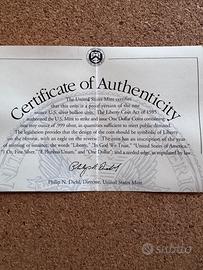 Certificate of Authenticity
The United States Mint certifies
that this coin is a proof version of the one
ounce U.S. silver bullion coin. The Liberty Coin Act of 1985
authorized the U.S. Mint to strike and issue One Dollar Coins containing
one troy ounce of .999 silver, in quantities sufficient to meet public demand.
The legislation provides that the design of the coin should be symbolic of Liberty
on the obverse, with an eagle on the reverse. The coin has an inscription of the year
of minting or issuance, the words "Liberty," "In God We Trust," "United States of America,"
"1 Oz. Fine Silver," "E Pluribus Unum," and "One Dollar"; and a reeded edge, as stipulated by law.
Philip N. Diehl, Director, United States Mint
subito